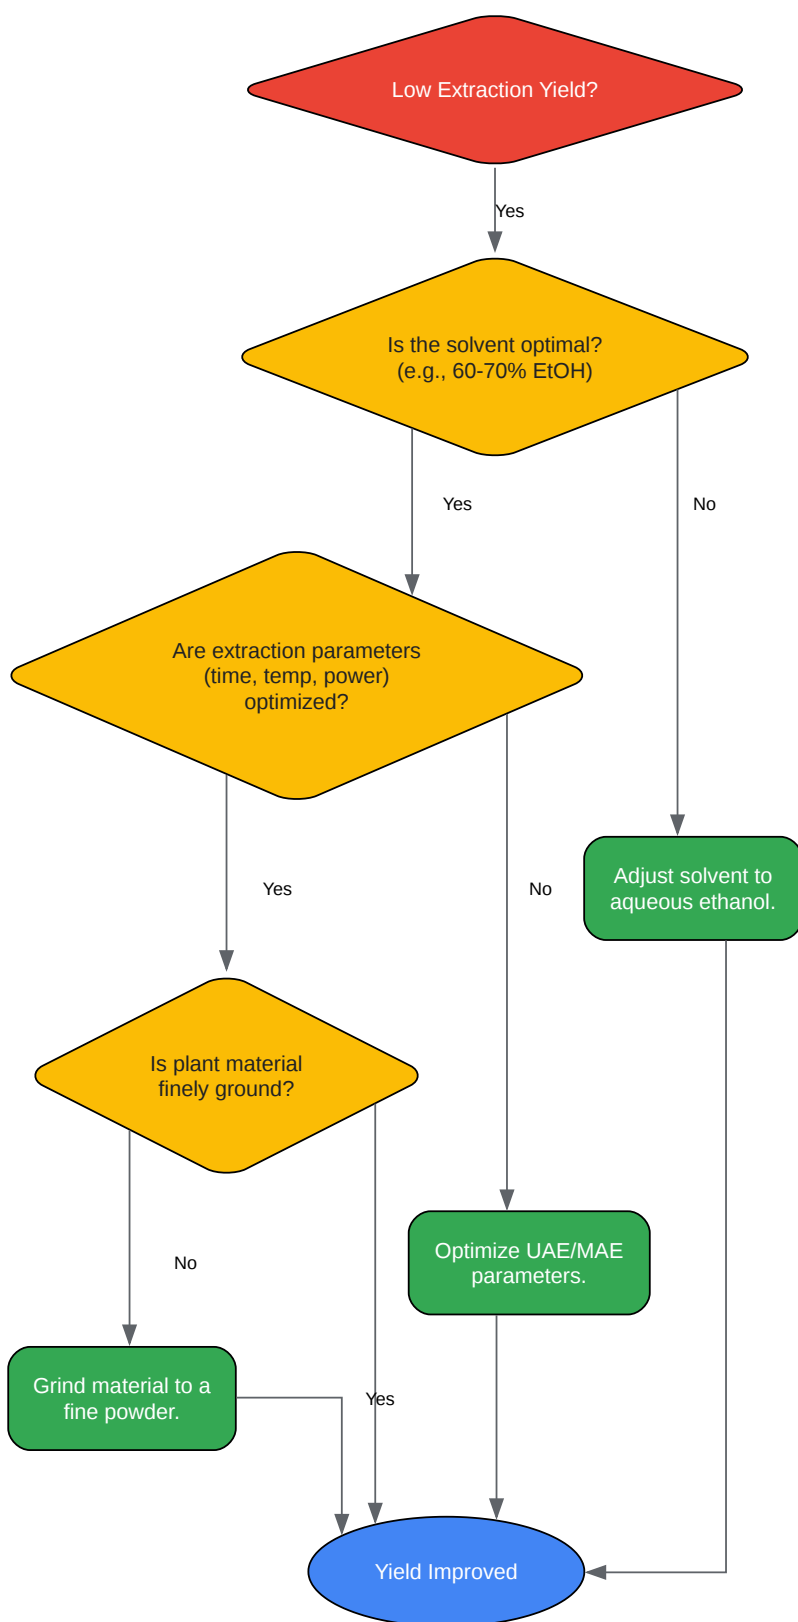 Low Extraction Yield?
Yes
Is the solvent optimal?
(e.g., 60-70% EtOH)
Yes
No
Are extraction parameters
(time, temp, power)
optimized?
Adjust solvent to
aqueous ethanol.
Yes
No
Is plant material
finely ground?
No
Optimize UAE/MAE
parameters.
Grind material to a
fine powder.
Yes
Yield Improved